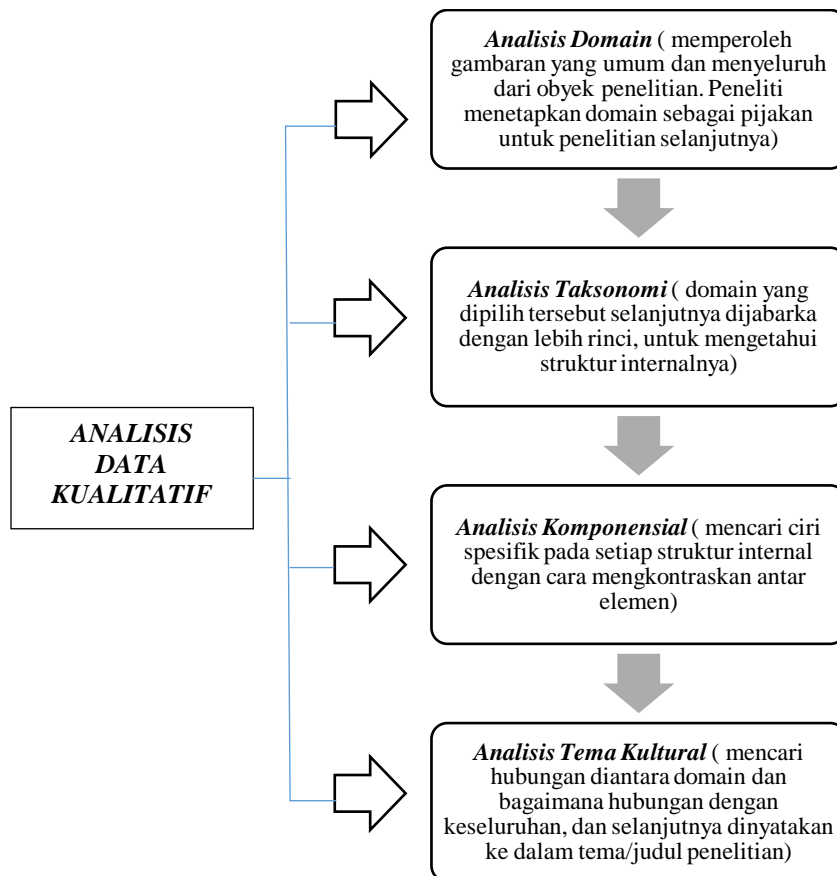 Analisis Domain ( memperoleh
gambaran yang umum dan menyeluruh
dari obyek penelitian. Peneliti
menetapkan domain sebagai pijakan
untuk penelitian selanjutnya)
Analisis Taksonomi ( domain yang
dipilih tersebut selanjutnya dijabarka
dengan lebih rinci, untuk mengetahui
struktur internalnya)
ANALISIS
DATA
KUALITATIF
Analisis Komponensial ( mencari ciri
spesifik pada setiap struktur internal
dengan cara mengkontraskan antar
elemen)
Analisis Tema Kultural ( mencari
hubungan diantara domain dan
bagaimana hubungan dengan
keseluruhan, dan selanjutnya dinyatakan
ke dalam tema/judul penelitian)